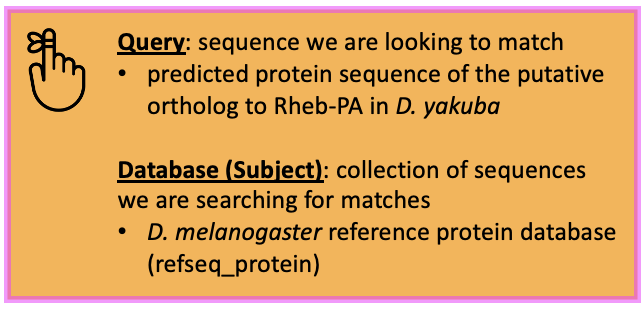 Query: sequence we are looking to match
• predicted protein sequence of the putative
ortholog to Rheb-PA in D. yakuba
Database (Subject): collection of sequences
we are searching for matches
• D. melanogaster reference protein database
(refseq_protein)